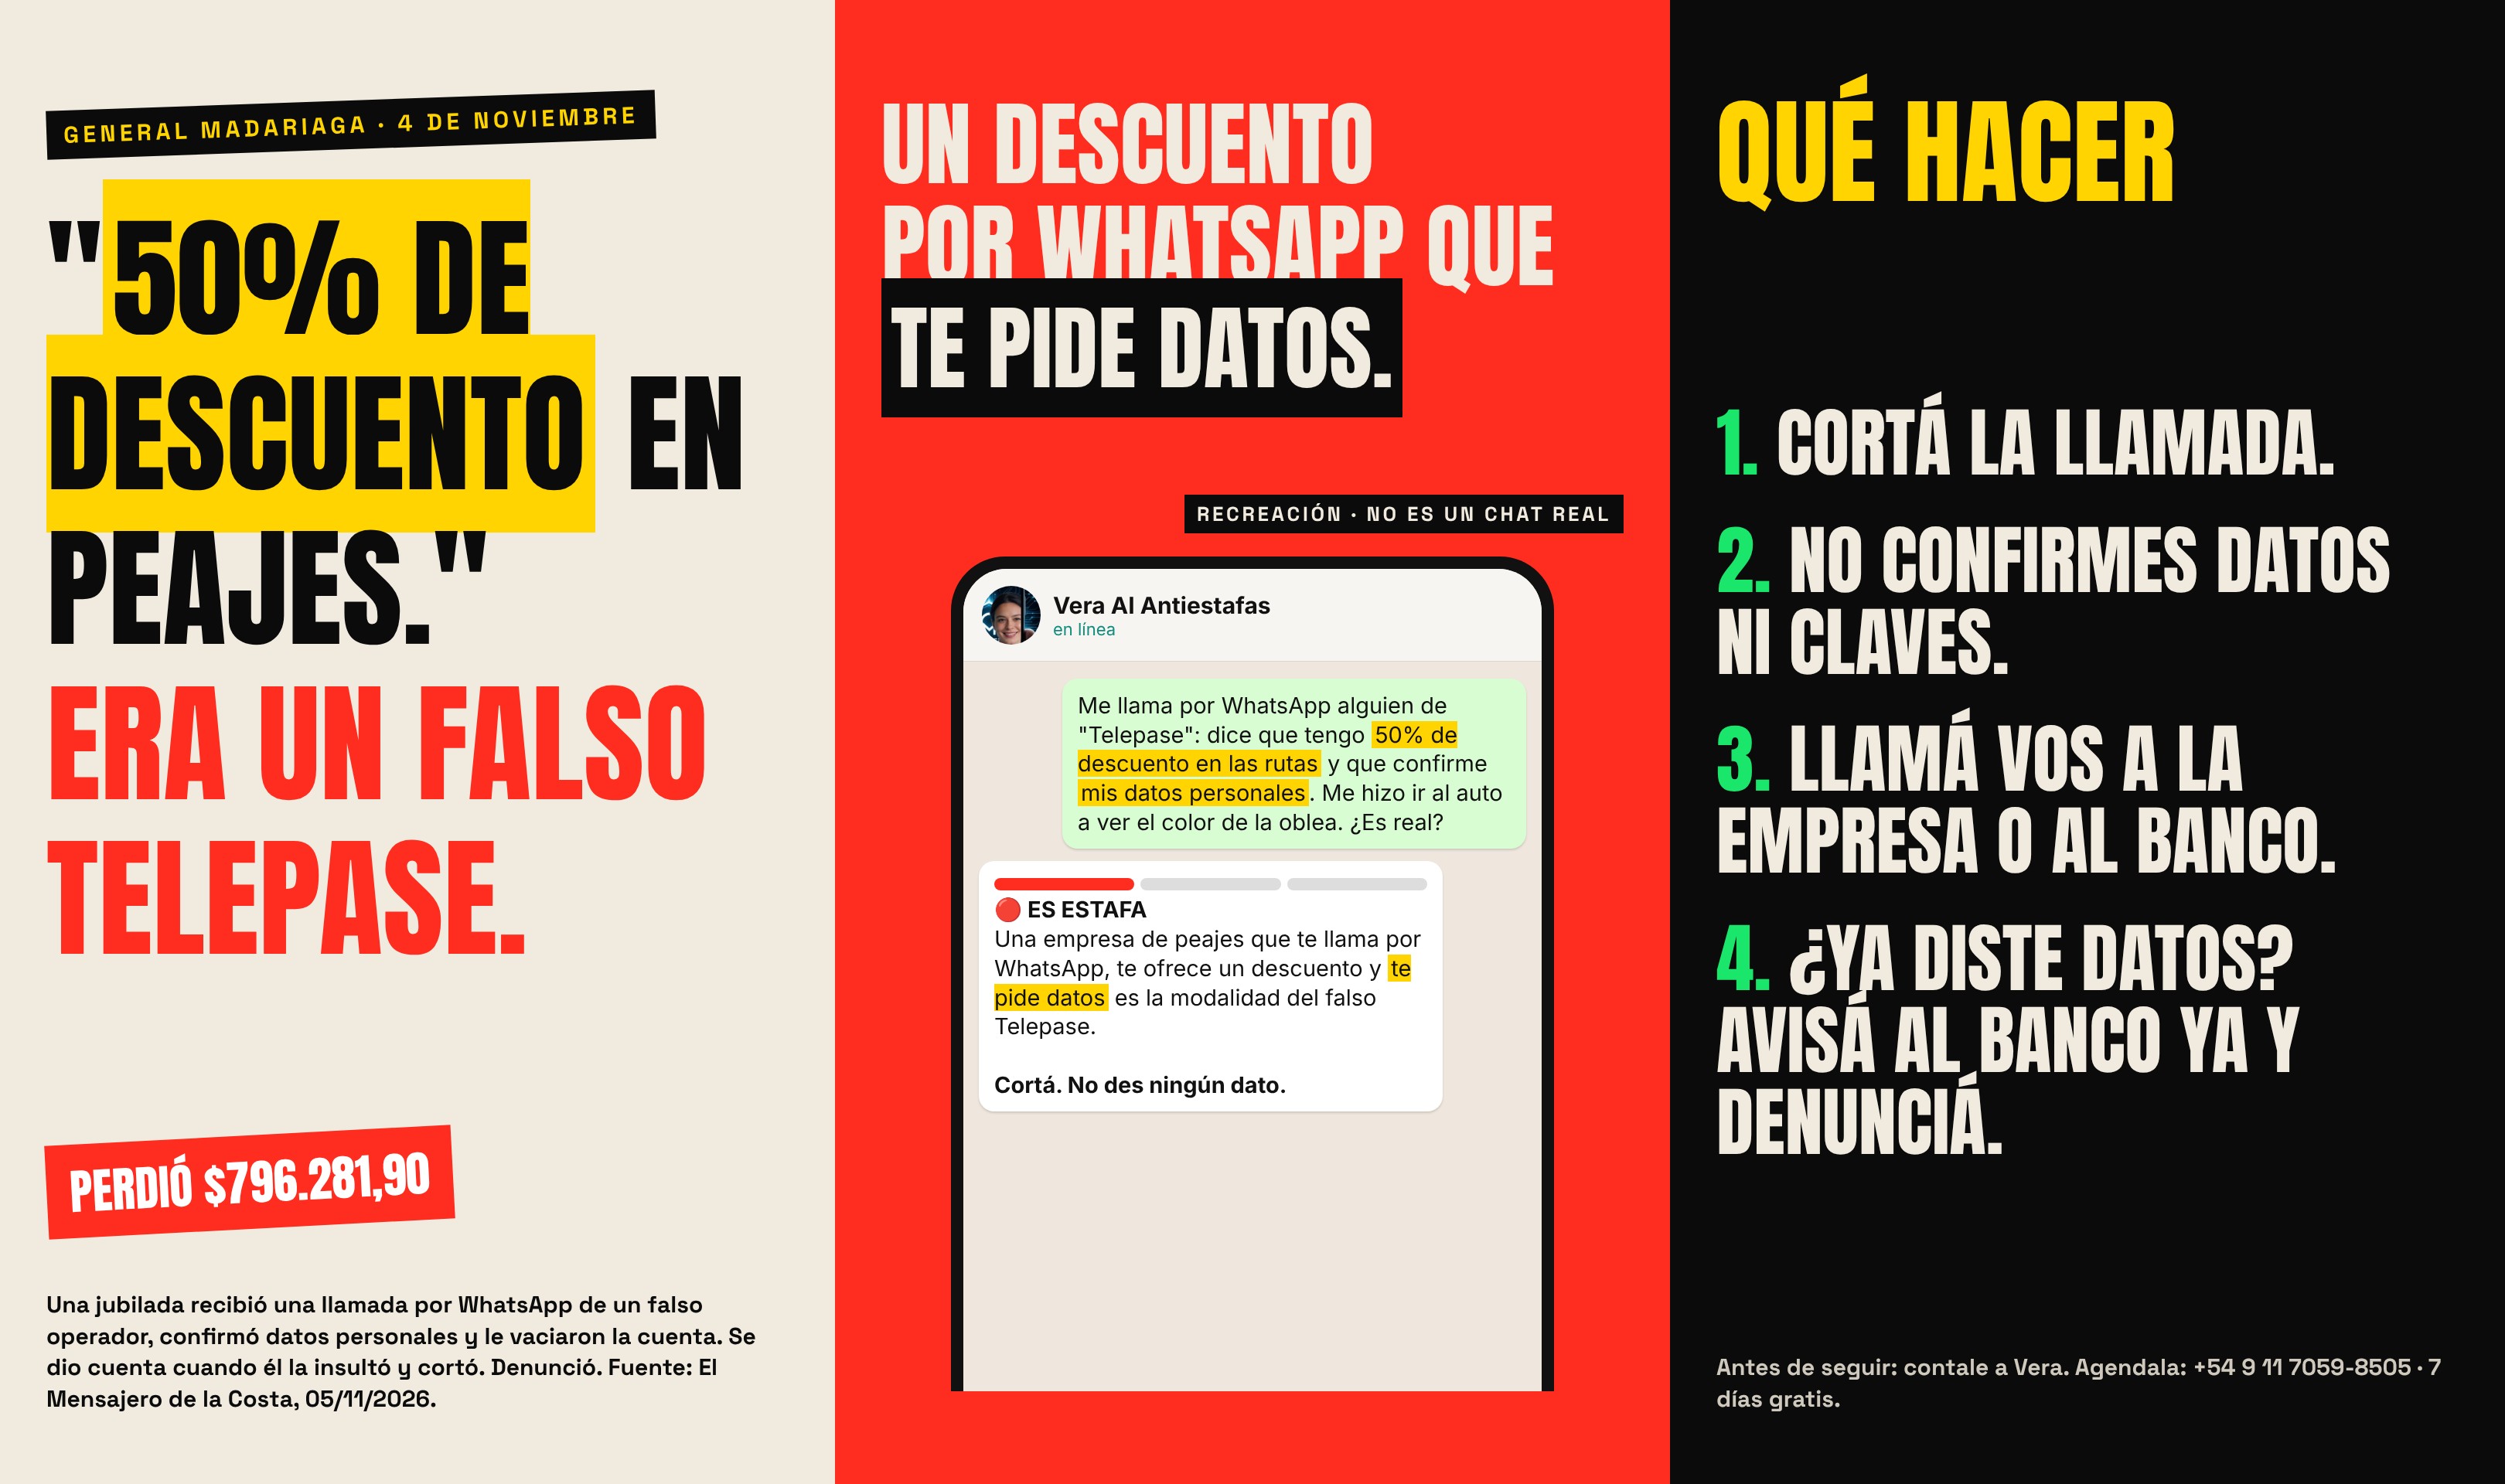 GENERAL MADARIAGA · 4 DE NOVIEMBRE
"50% DE
DESCUENTO EN
PEAJES."
ERA UN FALSO
TELEPASE.
PERDIÓ $796.281,90
Una jubilada recibió una llamada por WhatsApp de un falso
operador, confirmó datos personales y le vaciaron la cuenta. Se
dio cuenta cuando él la insultó y cortó. Denunció. Fuente: El
Mensajero de la Costa, 05/11/2026.
UN DESCUENTO
POR WHATSAPP QUE
TE PIDE DATOS.
RECREACIÓN · NO ES UN CHAT REAL
Vera AI Antiestafas
en línea
Me llama por WhatsApp alguien de
"Telepase": dice que tengo 50% de
descuento en las rutas y que confirme
mis datos personales. Me hizo ir al auto
a ver el color de la oblea. ¿Es real?
🔴 ES ESTAFA
Una empresa de peajes que te llama por
WhatsApp, te ofrece un descuento y te
pide datos es la modalidad del falso
Telepase.
Cortá. No des ningún dato.
QUÉ HACER
1. CORTÁ LA LLAMADA.
2. NO CONFIRMES DATOS
NI CLAVES.
3. LLAMÁ VOS A LA
EMPRESA O AL BANCO.
4. ¿YA DISTE DATOS?
AVISÁ AL BANCO YA Y
DENUNCIÁ.
Antes de seguir: contale a Vera. Agendala: +54 9 11 7059-8505 · 7
días gratis.